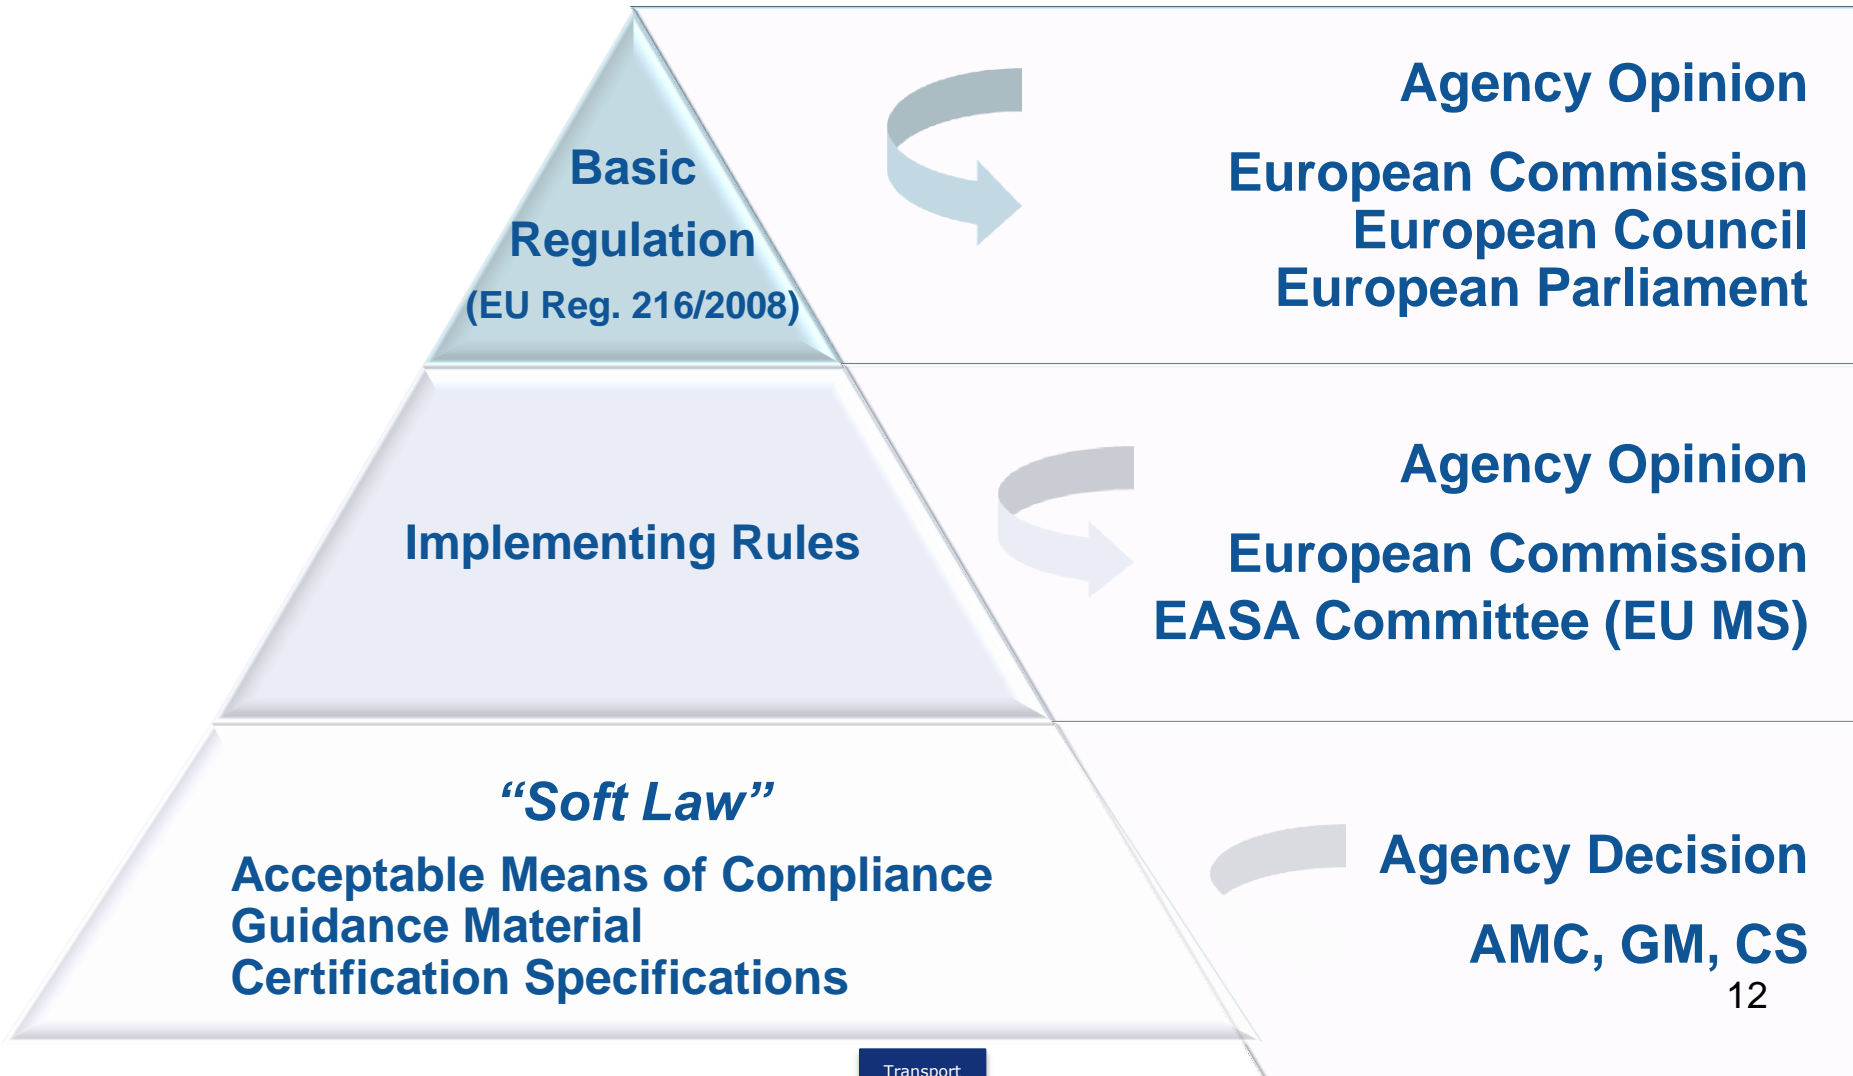 Basic
Regulation
(EU Reg. 216/2008)
Agency Opinion
European Commission
European Council
European Parliament
Implementing Rules
Agency Opinion
European Commission
EASA Committee (EU MS)
“Soft Law”
Acceptable Means of Compliance
Guidance Material
Certification Specifications
Agency Decision
AMC, GM, CS
12
Transport